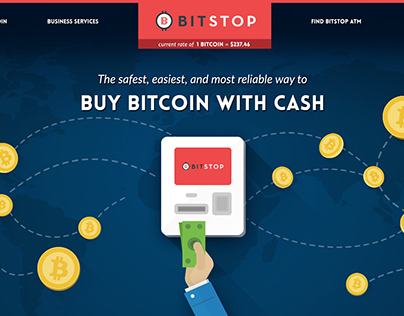 OIN
BUSINESS SERVICES
BITSTOP
FIND BITSTOP ATM
current rate of 1 BITCOIN = $237.46
The safest, easiest, and most reliable way to
BUY BITCOIN WITH CASH
BITSTOP